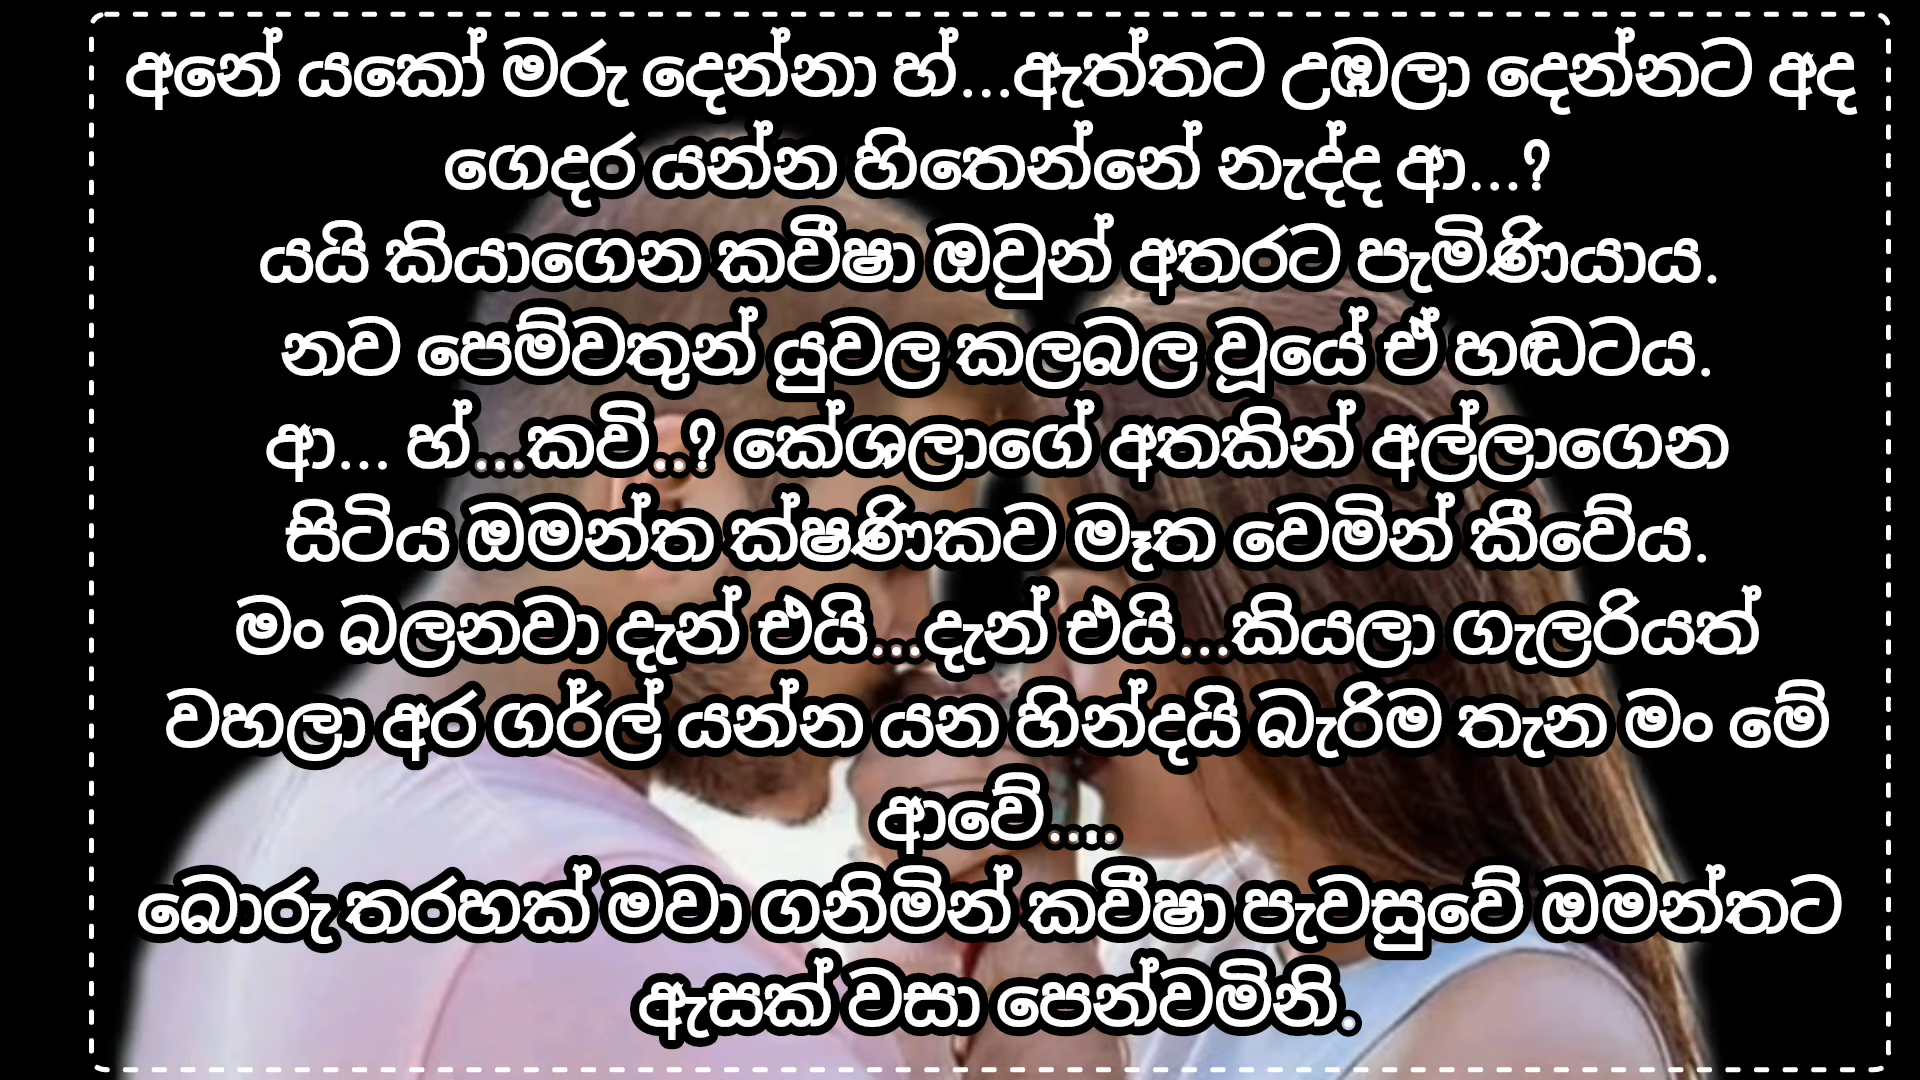 අනේ යකෝ මරු දෙන්නා හ්...ඇත්තට උඹලා දෙන්නට අද
ගෙදර යන්න හිතෙන්නේ නැද්ද ආ...?
යයි කියාගෙන කවීෂා ඔවුන් අතරට පැමිණියාය.
නව පෙම්වතුන් යුවල කලබල වූයේ ඒ හඬටය.
ආ... හ්...කවි..? කේශලාගේ අතකින් අල්ලාගෙන
සිටිය ඔමන්ත ක්ෂණිකව මෑත වෙමින් කීවේය.
මං බලනවා දැන් එයි...දැන් එයි...කියලා ගැලරියත්
වහලා අර ගර්ල් යන්න යන හින්දයි බැරිම තැන මං මේ
ආවේ....
බොරු තරහක් මවා ගනිමින් කවීෂා පැවසුවේ ඔමන්තට
ඇසක් වසා පෙන්වමිනි.